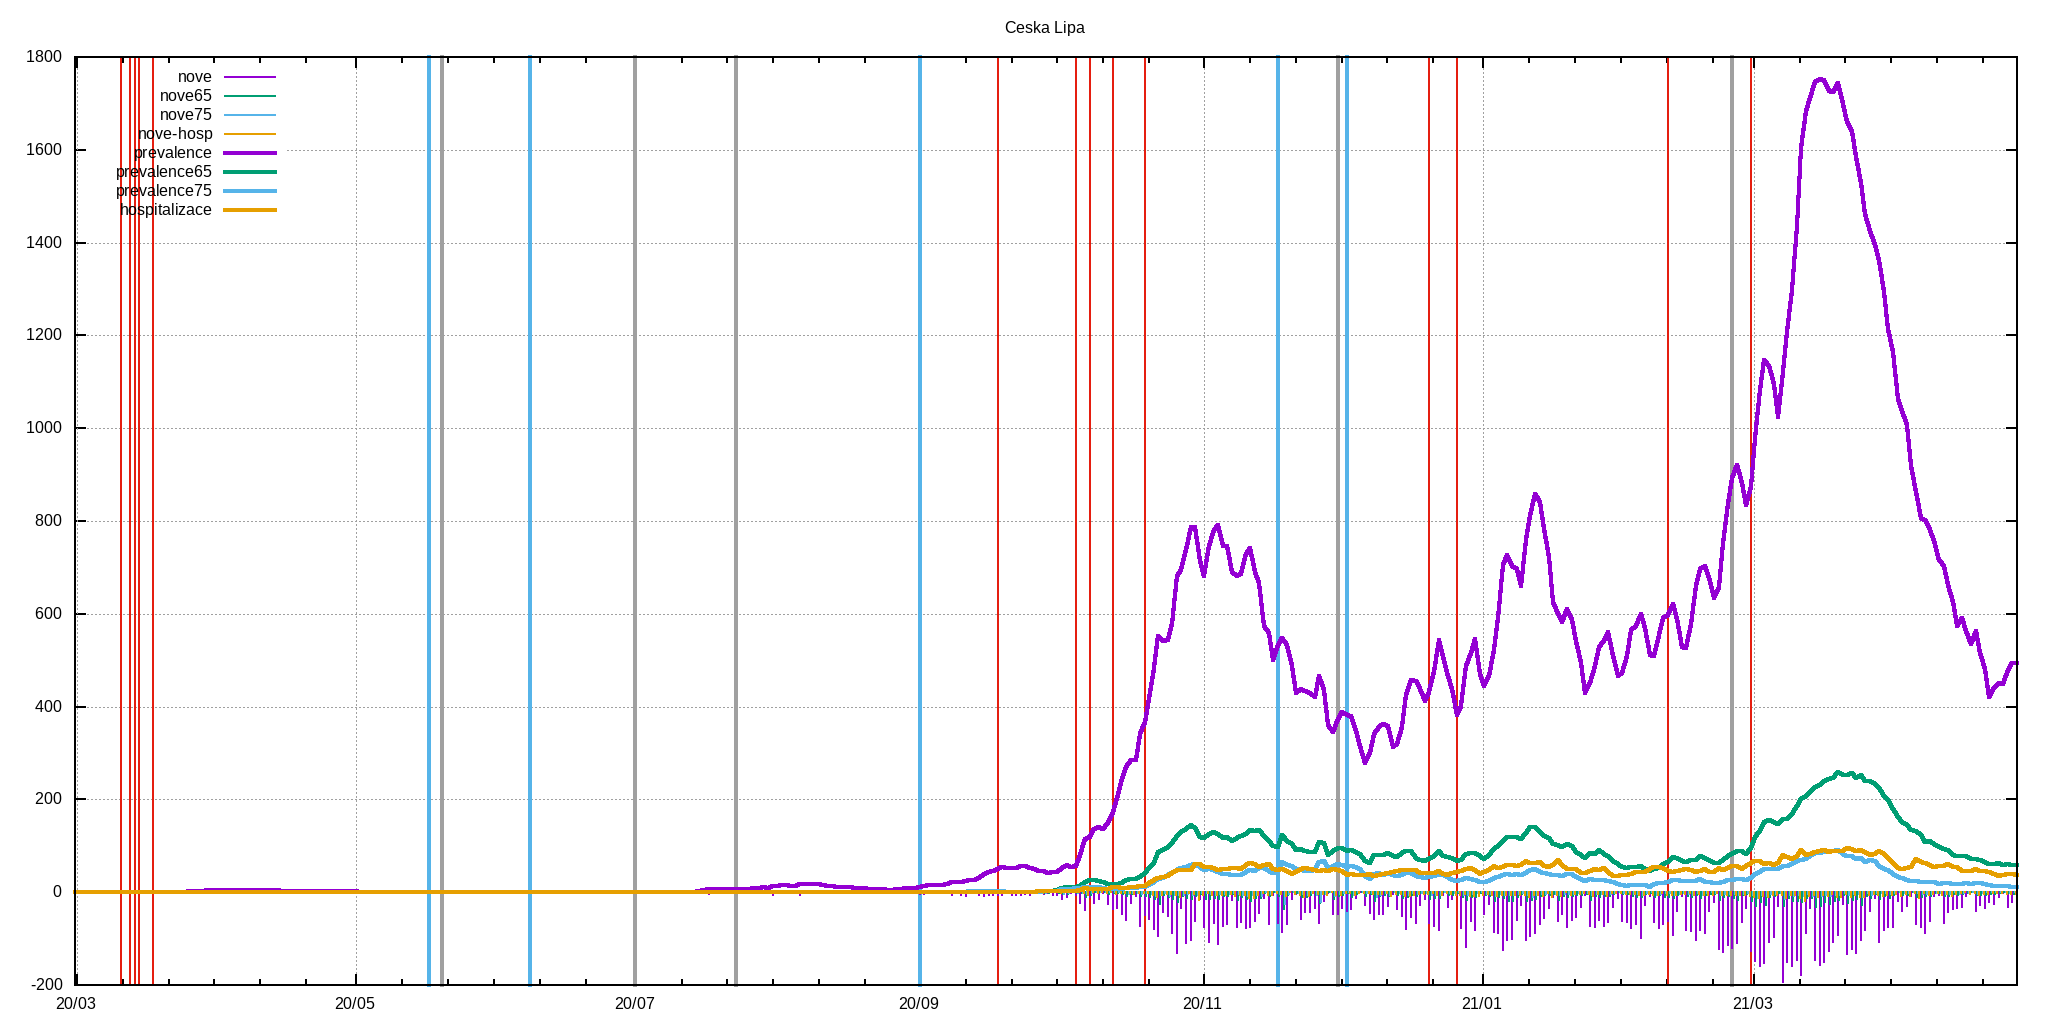 Ceska Lipa
1800
1600
1400
1200
1000
800
600
400
200
0
-200
nove
nove65
nove75
nove-hosp
prevalence
prevalence65
prevalence75
hospitalizace
20/03
20/05
20/07
20/09
20/11
21/01
21/03